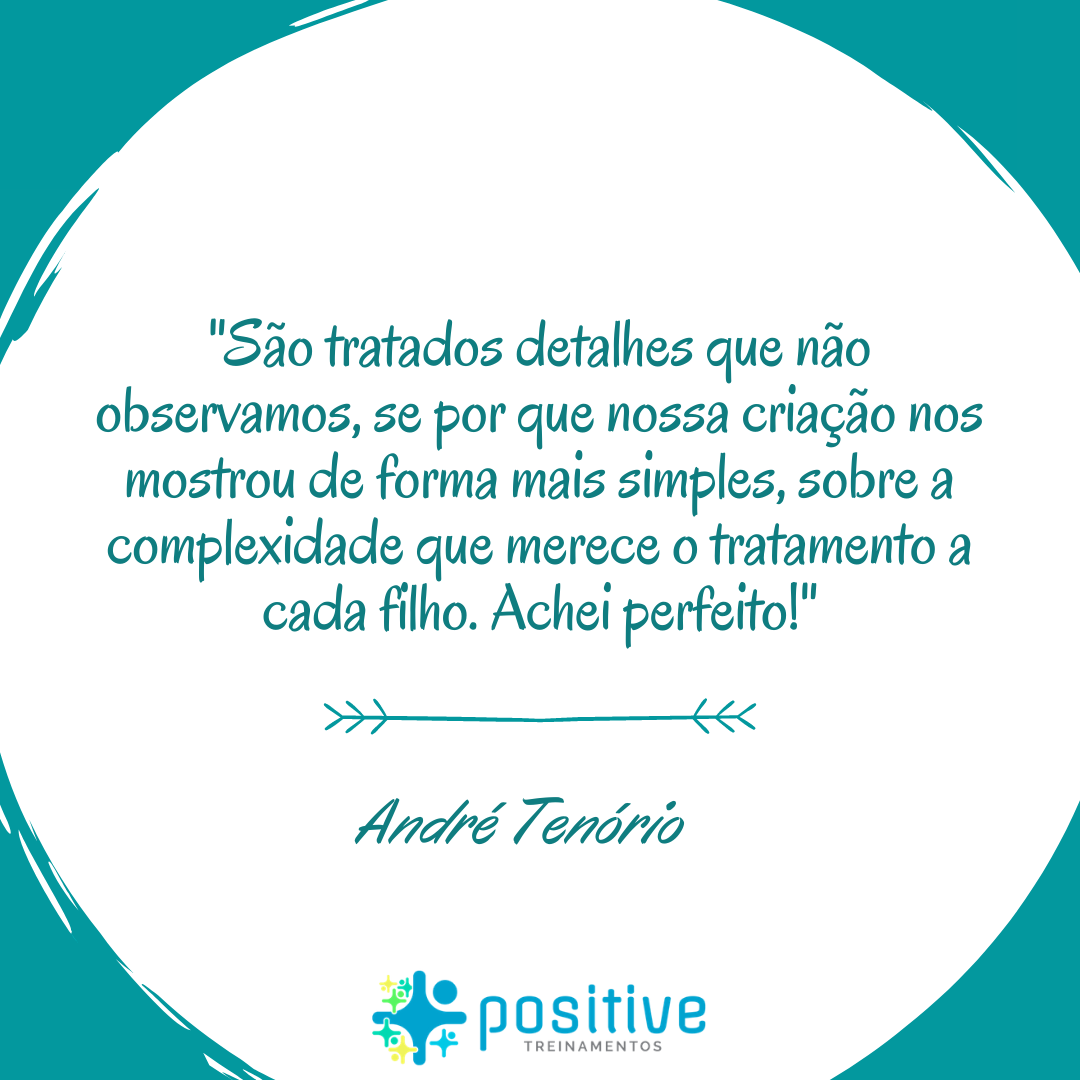 "São tratados detalhes que não
observamos, se por que nossa criação nos
mostrou de forma mais simples, sobre a
complexidade que merece o tratamento a
cada filho. Achei perfeito!"
André Tenório
positive
TREINAMENTOS